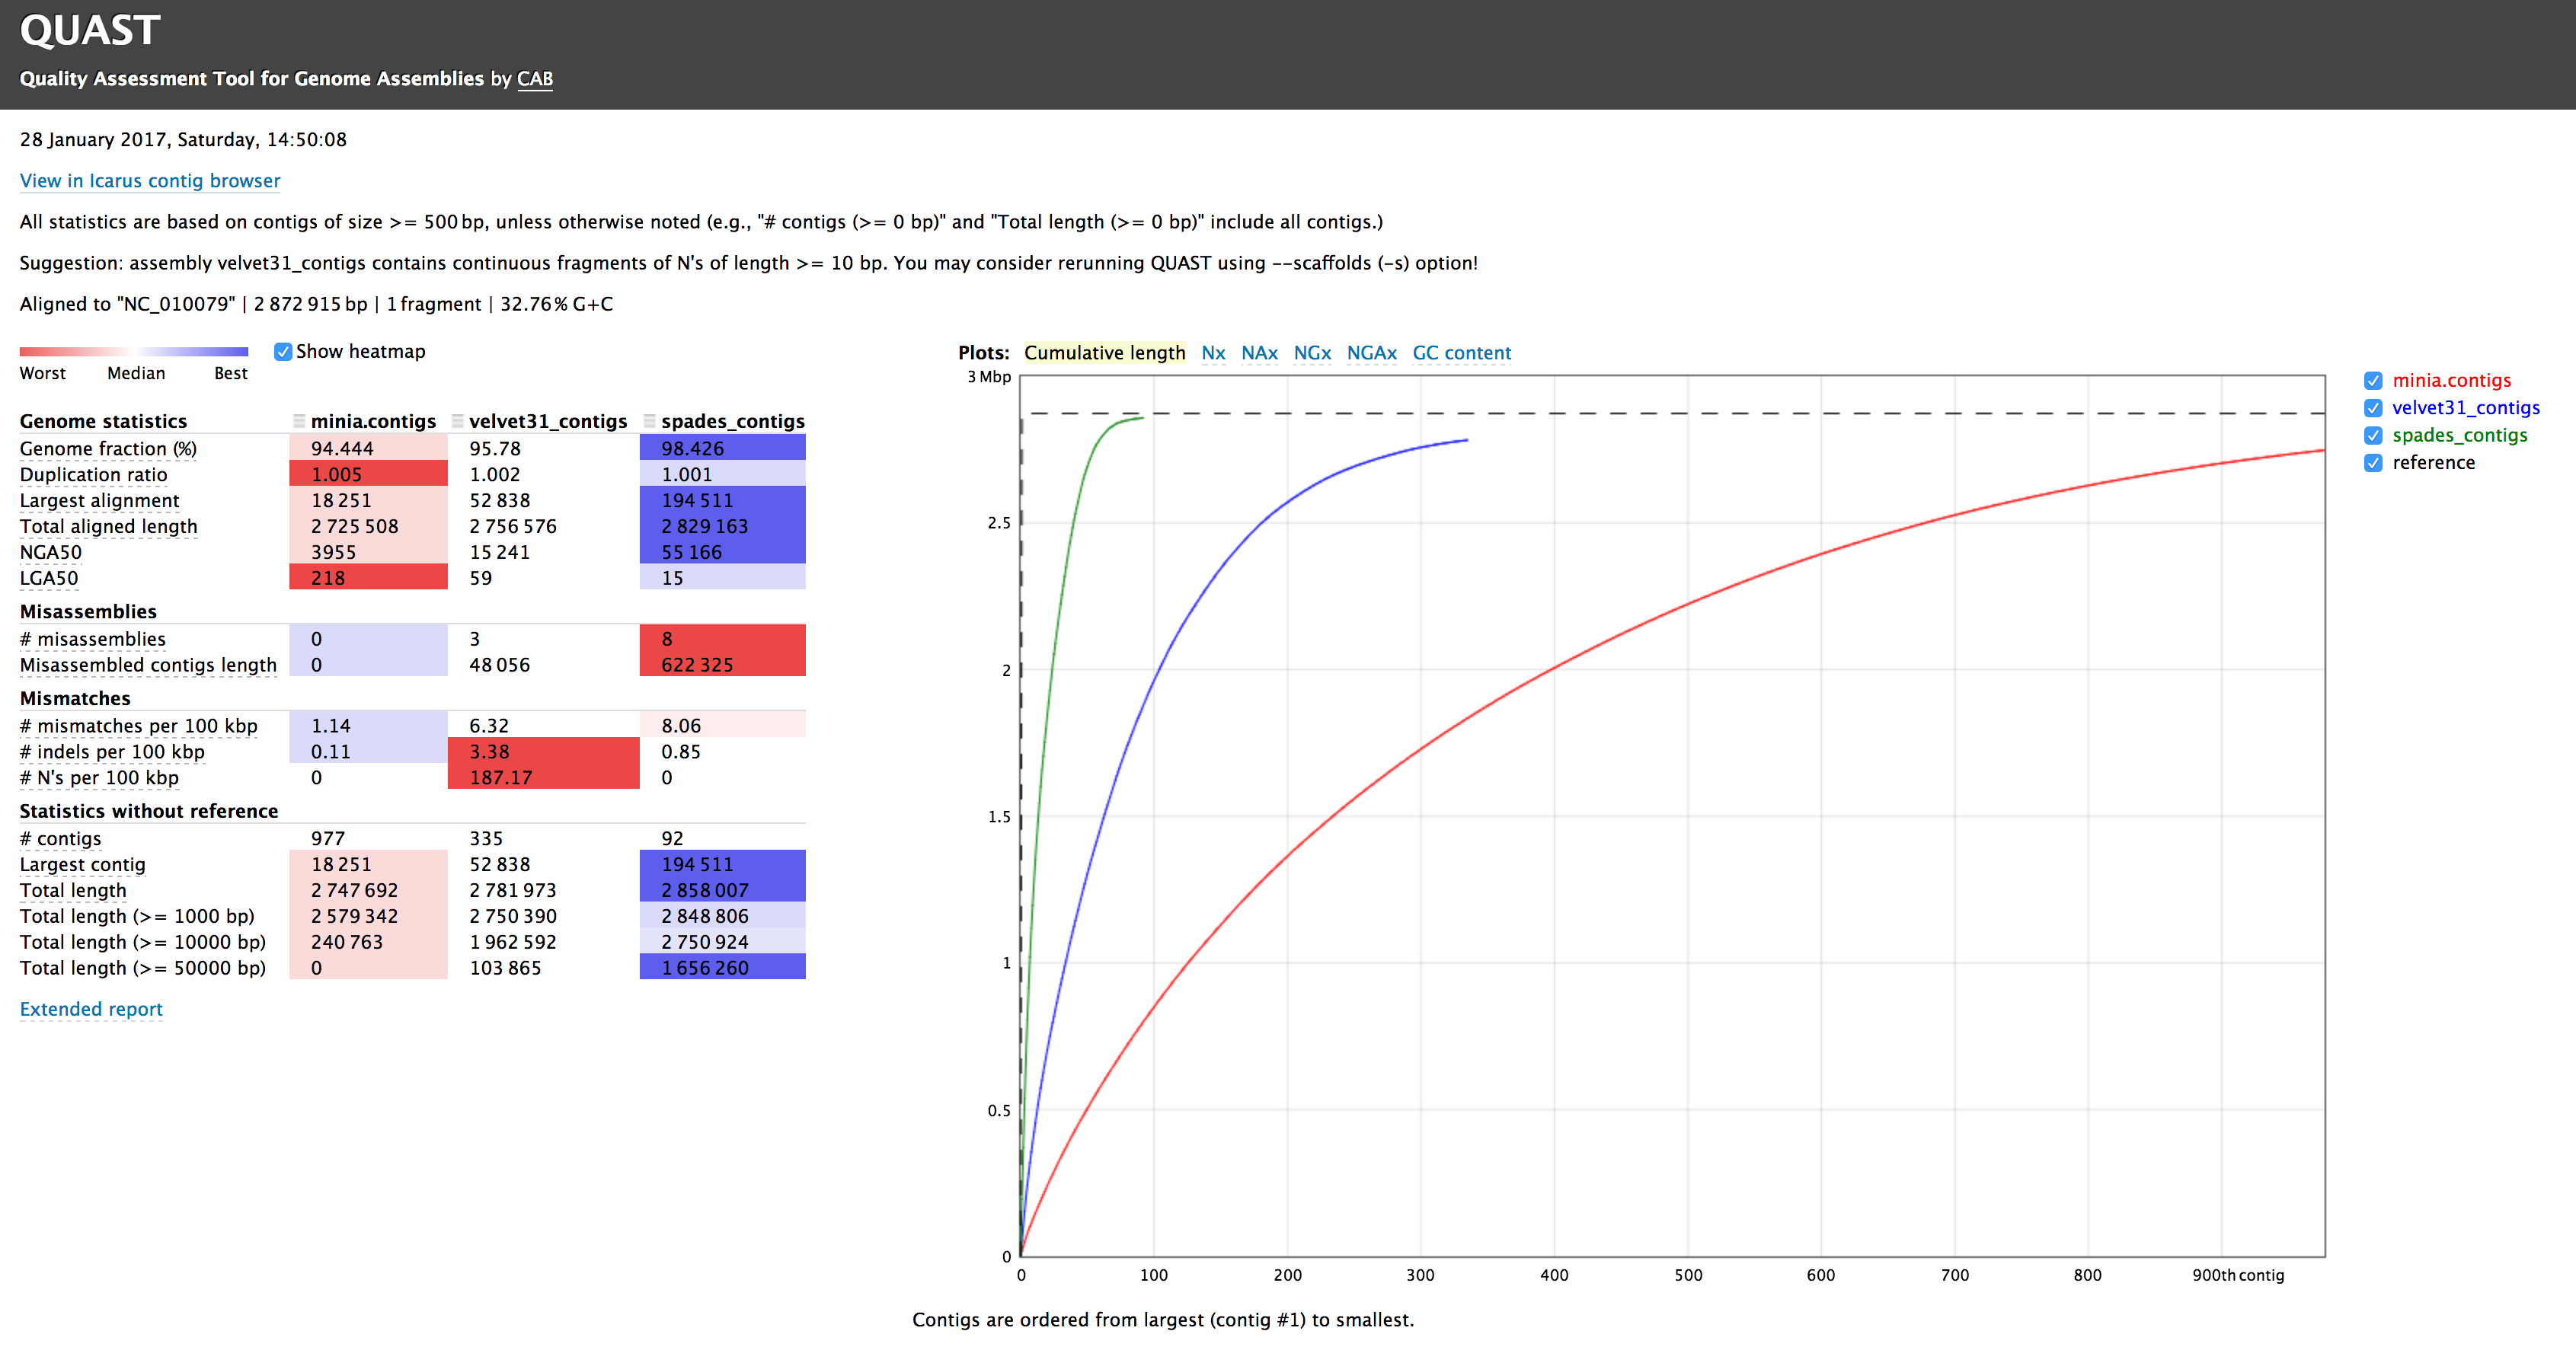 QUAST
Quality Assessment Tool for Genome Assemblies by CAB
28 January 2017, Saturday, 14:50:08
View in Icarus contig browser
All statistics are based on contigs of size >= 500 bp, unless otherwise noted (e.g., "# contigs (>= 0 bp)" and "Total length (>= 0 bp)" include all contigs.)
Suggestion: assembly velvet31_contigs contains continuous fragments of N's of length >= 10 bp. You may consider rerunning QUAST using --scaffolds (-s) option!
Aligned to "NC_010079" | 2 872 915 bp | 1 fragment | 32.76 % G+C
Show heatmap
Worst Median Best
Genome statistics minia.contigs velvet31_contigs spades_contigs
Genome fraction (%) 94.444 95.78 98.426
Duplication ratio 1.005 1.002 1.001
Largest alignment 18 251 52 838 194 511
Total aligned length 2 725 508 2 756 576 2 829 163
NGA50 3955 15 241 55 166
LGA50 218 59 15
Misassemblies
# misassemblies 0 3 8
Misassembled contigs length 0 48 056 622 325
Mismatches
# mismatches per 100 kbp 1.14 6.32 8.06
# indels per 100 kbp 0.11 3.38 0.85
# N's per 100 kbp 0 187.17 0
Statistics without reference
# contigs 977 335 92
Largest contig 18 251 52 838 194 511
Total length 2 747 692 2 781 973 2 858 007
Total length (>= 1000 bp) 2 579 342 2 750 390 2 848 806
Total length (>= 10000 bp) 240 763 1 962 592 2 750 924
Total length (>= 50000 bp) 0 103 865 1 656 260
Extended report
Plots: Cumulative length Nx NAx NGx NGAx GC content
3 Mbp
2.5
2
1.5
1
0.5
0
0 100 200 300 400 500 600 700 800 900th contig
Contigs are ordered from largest (contig #1) to smallest.
minia.contigs
velvet31_contigs
spades_contigs
reference